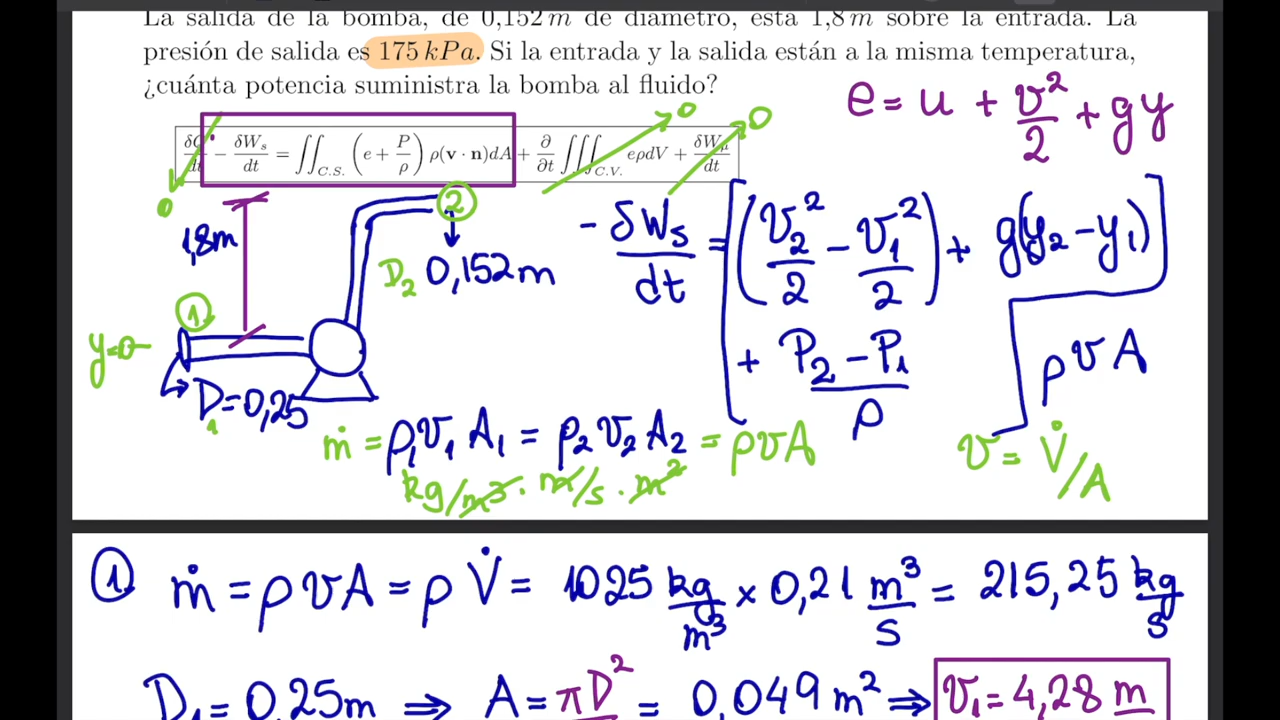 La salida de la bomba, de 0,152 m de diámetro, está 1,8 m sobre la entrada. La
presión de salida es 175 kPa. Si la entrada y la salida están a la misma temperatura,
¿cuánta potencia suministra la bomba al fluido?
e = u + v²/2 + gy
δQ/dt − δWs/dt = ∬C.S. (e + P/ρ) ρ(v · n)dA + ∂/∂t ∭C.V. eρdV + δWμ/dt
0 0 0
1,8m
②
D₂ 0,152m
− δWs/dt = [(v₂²/2 − v₁²/2) + g(y₂ − y₁)
+ P₂ − P₁/ρ] ρvA
①
y=0
D₁=0,25
ṁ = ρ₁v₁A₁ = ρ₂v₂A₂ = ρvA
kg/m³ · m/s · m²
v = V̇/A
① ṁ = ρvA = ρV̇ = 1025 kg/m³ × 0,21 m³/s = 215,25 kg/s
D₁ = 0,25m ⇒ A = πD² = 0,049 m² ⇒ v₁ = 4,28 m